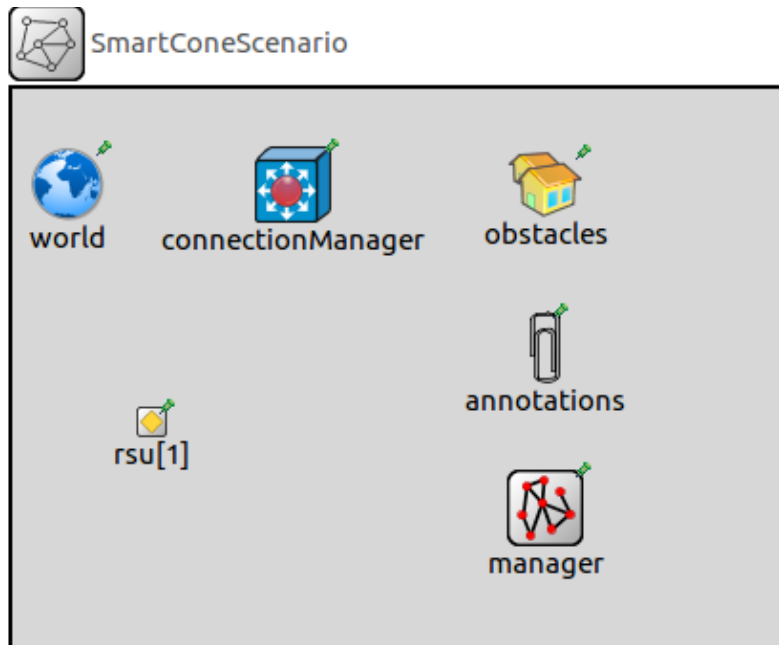 SmartConeScenario
world
connectionManager
obstacles
annotations
rsu[1]
manager